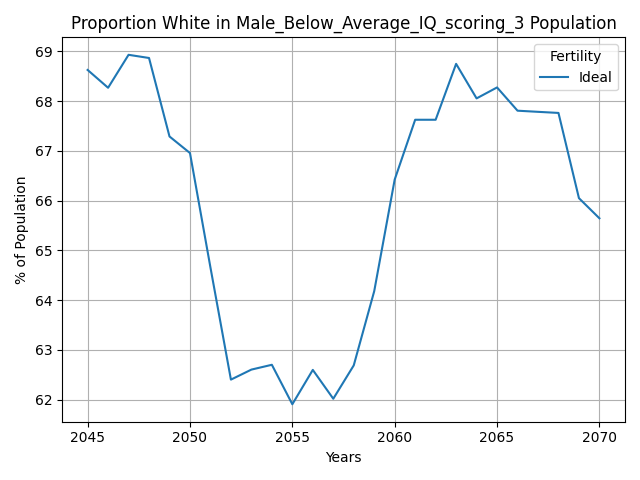 Proportion White in Male_Below_Average_IQ_scoring_3 Population
69
68
67
66
65
64
63
62
% of Population
Fertility
Ideal
2045 2050 2055 2060 2065 2070
Years